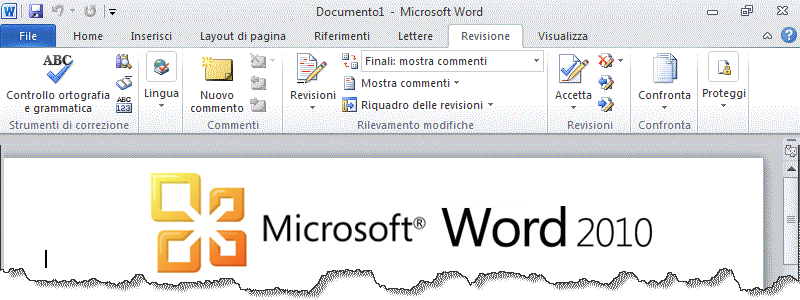 W Documento1 - Microsoft Word
File Home Inserisci Layout di pagina Riferimenti Lettere Revisione Visualizza
ABC
Controllo ortografia
e grammatica
ABC
123
Strumenti di correzione
Lingua
Nuovo
commento
Commenti
Revisioni
Finali: mostra commenti
Mostra commenti
Riquadro delle revisioni
Rilevamento modifiche
Accetta
Revisioni
Confronta
Confronta
Proteggi
Microsoft® Word 2010